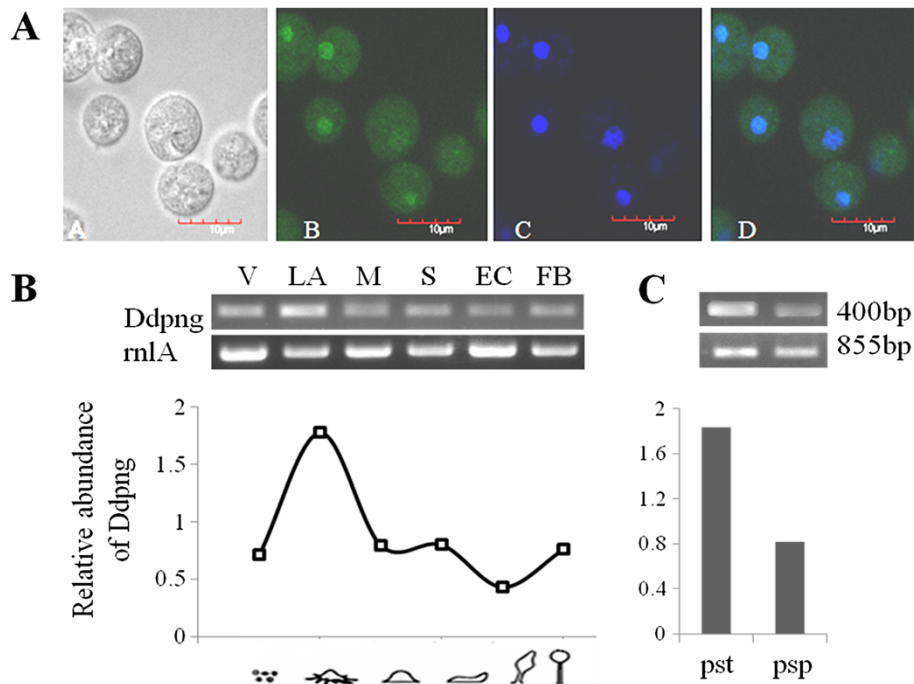 A
A 10µm
B 10µm
C 10µm
D 10µm
B
V LA M S EC FB
Ddpng
rnlA
Relative abundance
of Ddpng
2
1.5
1
0.5
0
C
400bp
855bp
2
1.6
1.2
0.8
0.4
0
pst psp